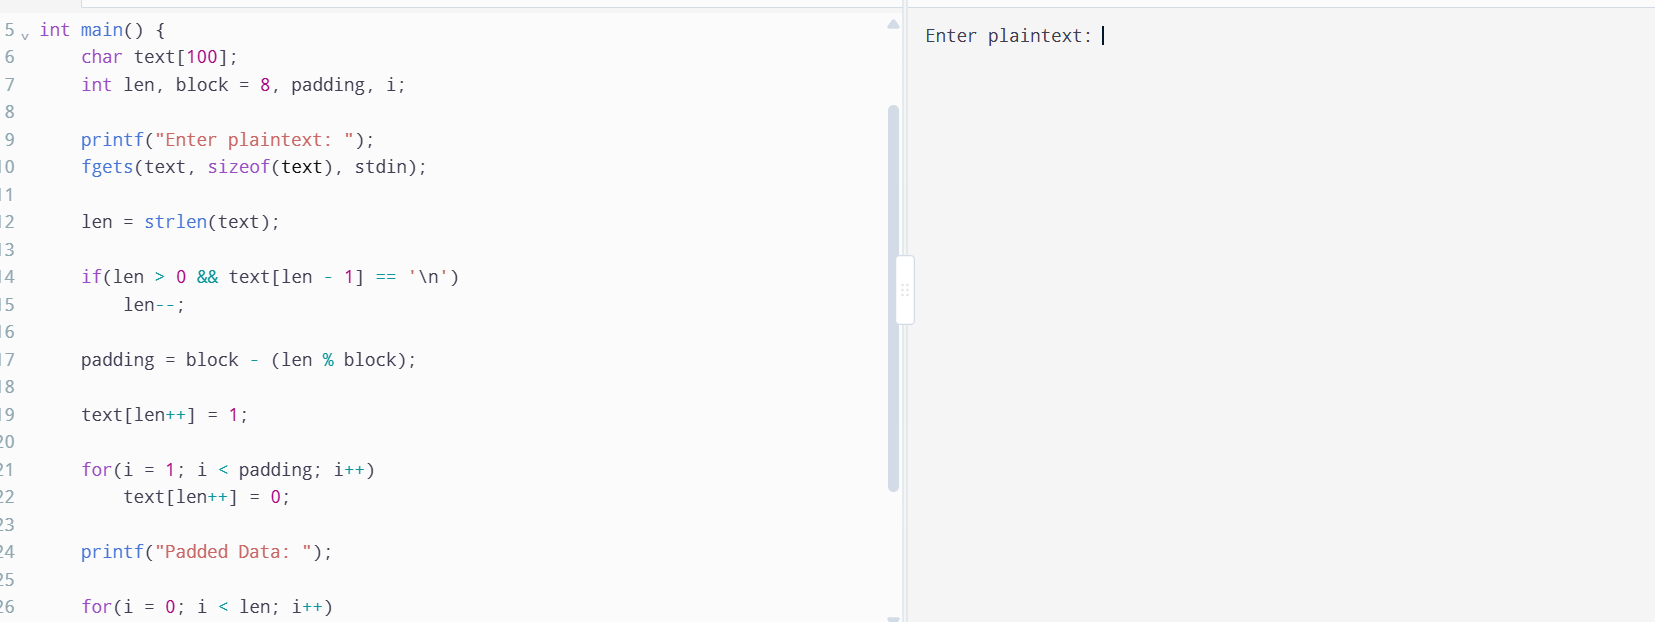 5 int main() {
6 char text[100];
7 int len, block = 8, padding, i;
8
9 printf("Enter plaintext: ");
10 fgets(text, sizeof(text), stdin);
11
12 len = strlen(text);
13
14 if(len > 0 && text[len - 1] == '\n')
15 len--;
16
17 padding = block - (len % block);
18
19 text[len++] = 1;
20
21 for(i = 1; i < padding; i++)
22 text[len++] = 0;
23
24 printf("Padded Data: ");
25
26 for(i = 0; i < len; i++)
Enter plaintext: